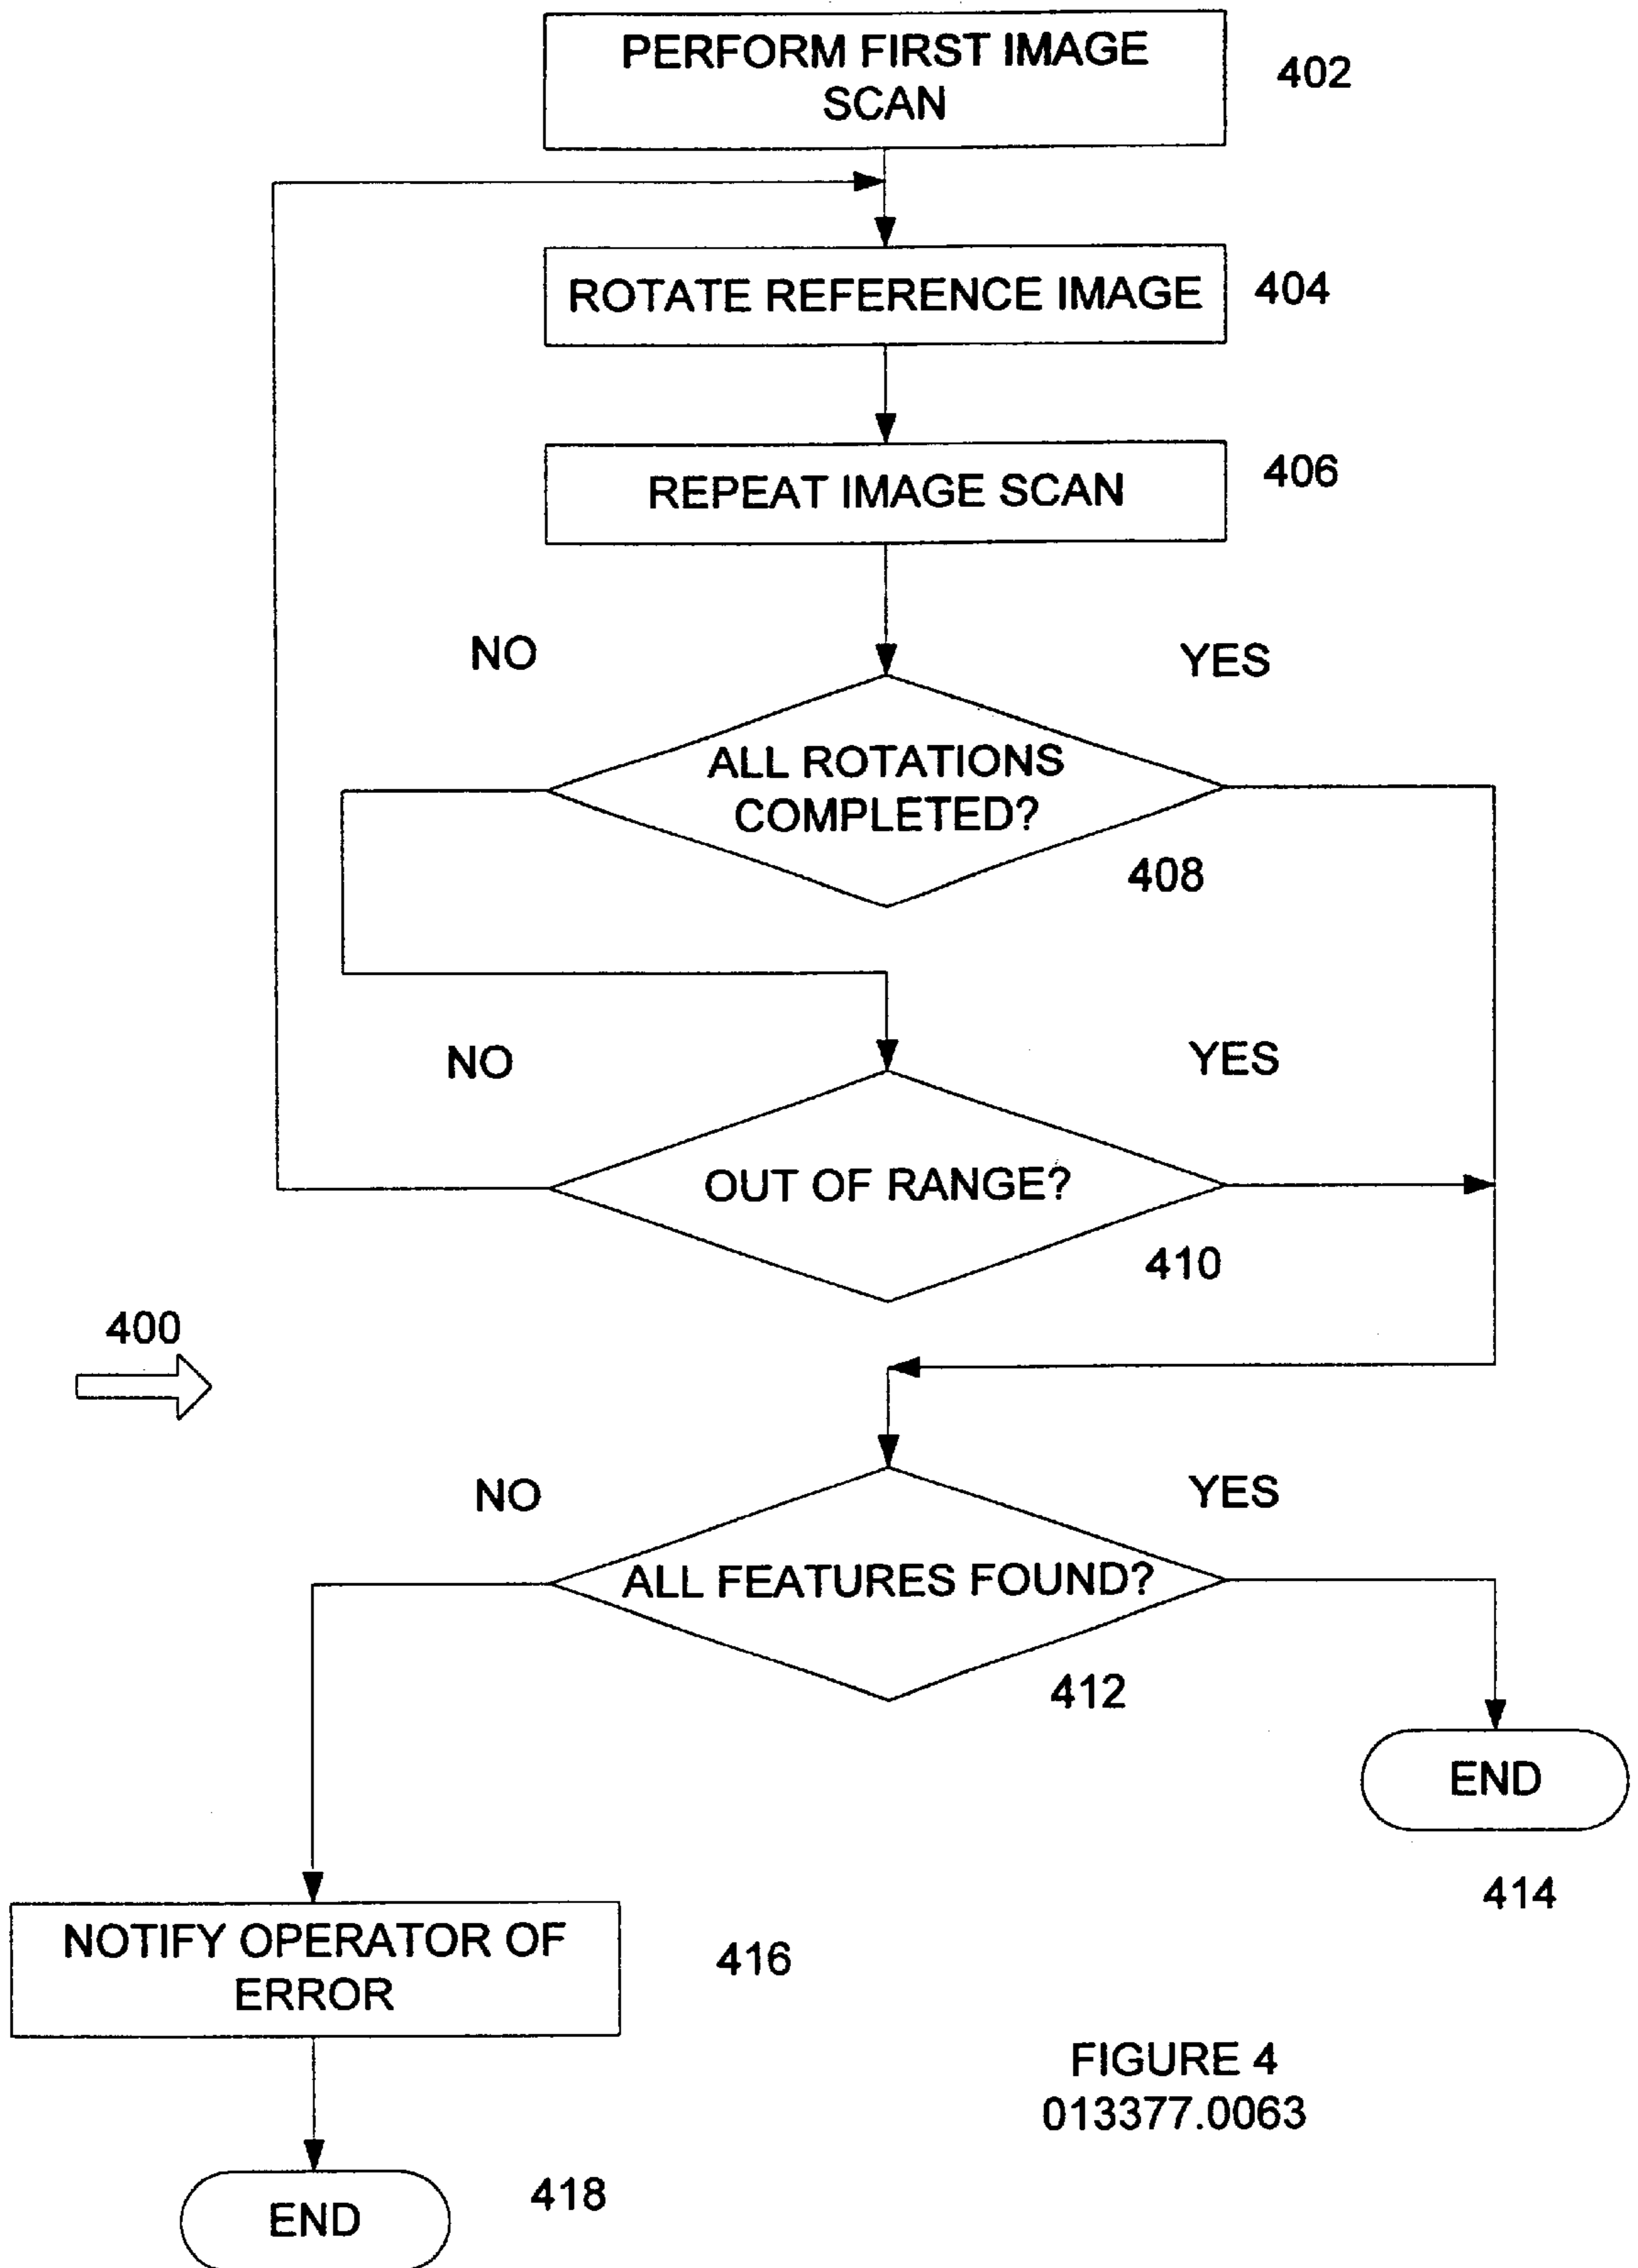 PERFORM FIRST IMAGE
SCAN
402
ROTATE REFERENCE IMAGE
404
REPEAT IMAGE SCAN
406
NO
YES
ALL ROTATIONS
COMPLETED?
408
NO
YES
OUT OF RANGE?
410
400
NO
YES
ALL FEATURES FOUND?
412
END
414
NOTIFY OPERATOR OF
ERROR
416
FIGURE 4
013377.0063
END
418